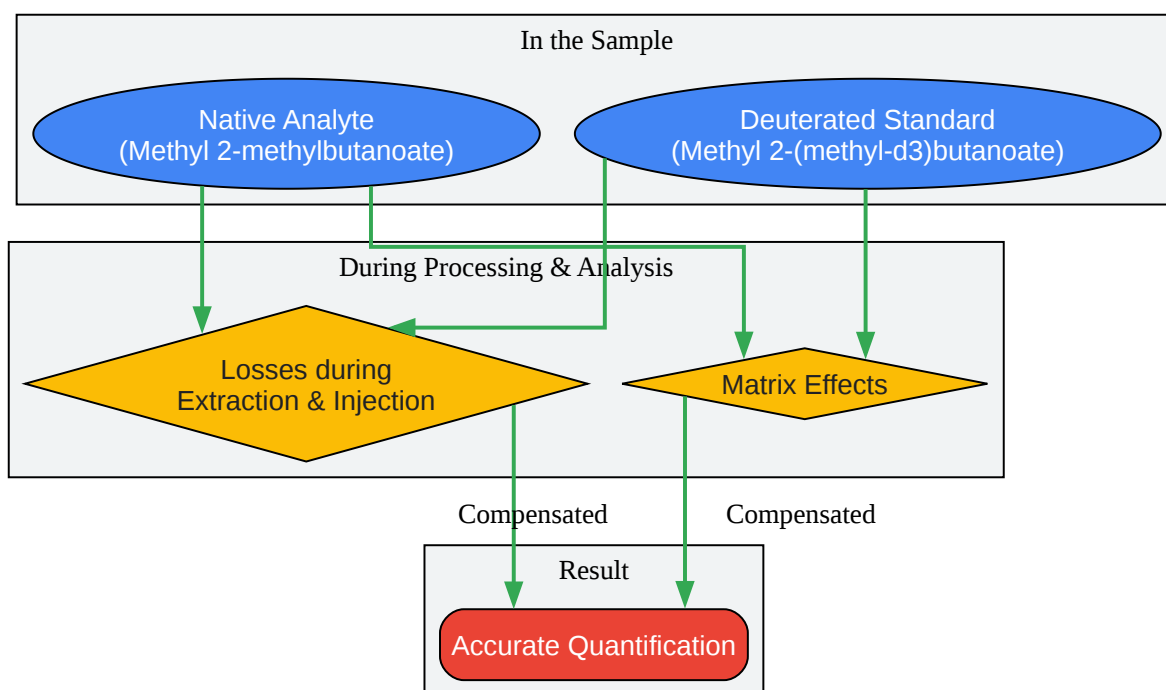 In the Sample
Native Analyte
(Methyl 2-methylbutanoate)
Deuterated Standard
(Methyl 2-(methyl-d3)butanoate)
During Processing & Analysis
Losses during
Extraction & Injection
Matrix Effects
Compensated
Compensated
Result
Accurate Quantification